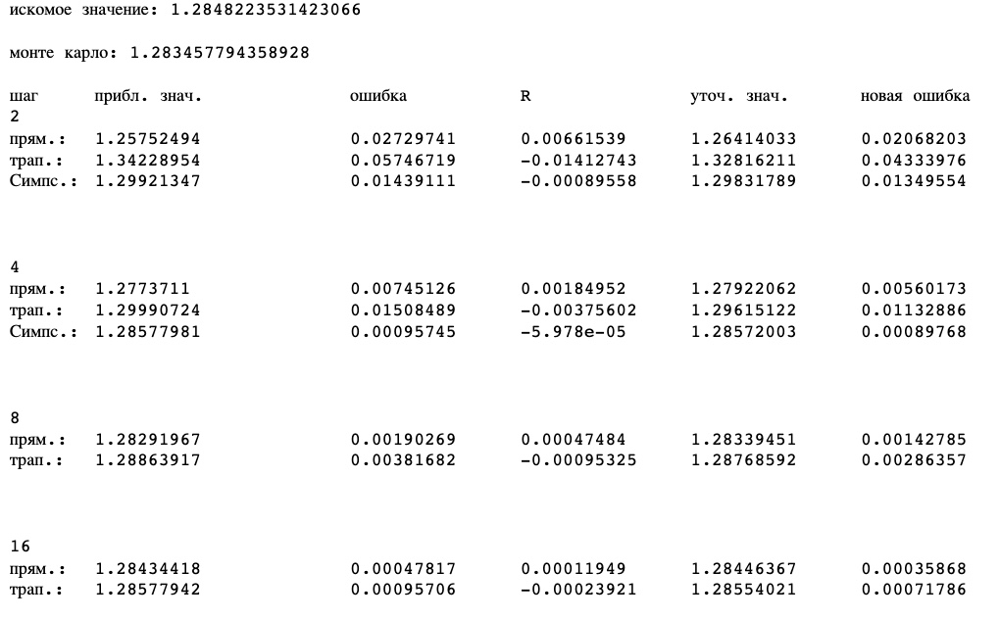 искомое значение: 1.2848223531423066
монте карло: 1.283457794358928
шаг прибл. знач. ошибка R уточ. знач. новая ошибка
2
прям.: 1.25752494 0.02729741 0.00661539 1.26414033 0.02068203
трап.: 1.34228954 0.05746719 -0.01412743 1.32816211 0.04333976
Симпс.: 1.29921347 0.01439111 -0.00089558 1.29831789 0.01349554
4
прям.: 1.2773711 0.00745126 0.00184952 1.27922062 0.00560173
трап.: 1.29990724 0.01508489 -0.00375602 1.29615122 0.01132886
Симпс.: 1.28577981 0.00095745 -5.978e-05 1.28572003 0.00089768
8
прям.: 1.28291967 0.00190269 0.00047484 1.28339451 0.00142785
трап.: 1.28863917 0.00381682 -0.00095325 1.28768592 0.00286357
16
прям.: 1.28434418 0.00047817 0.00011949 1.28446367 0.00035868
трап.: 1.28577942 0.00095706 -0.00023921 1.28554021 0.00071786